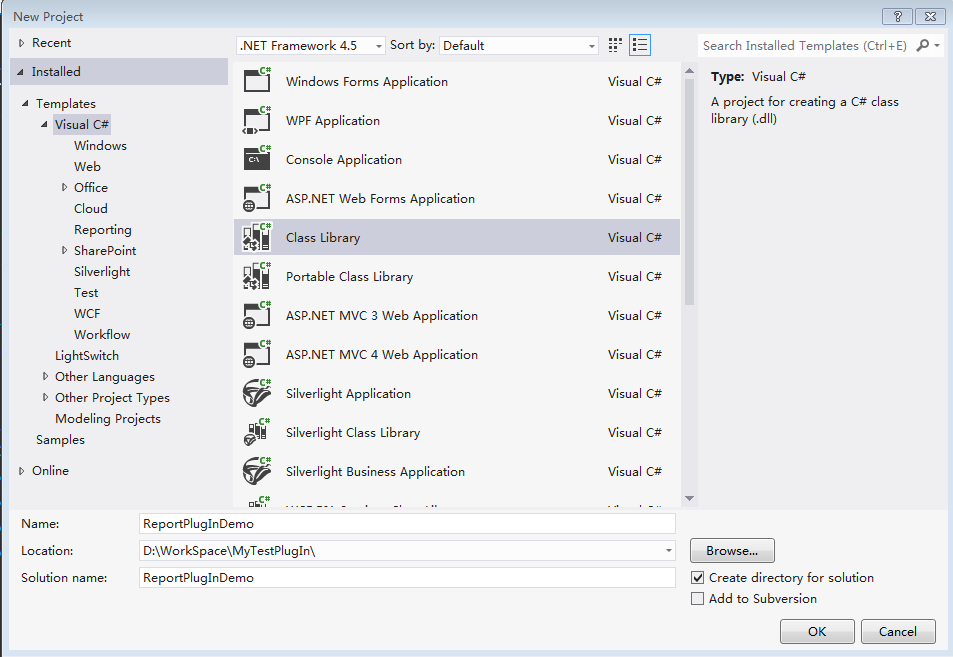 New Project
Recent
Installed
Templates
Visual C#
Windows
Web
Office
Cloud
Reporting
SharePoint
Silverlight
Test
WCF
Workflow
LightSwitch
Other Languages
Other Project Types
Modeling Projects
Samples
Online
.NET Framework 4.5 Sort by: Default
Windows Forms Application Visual C#
WPF Application Visual C#
Console Application Visual C#
ASP.NET Web Forms Application Visual C#
Class Library Visual C#
Portable Class Library Visual C#
ASP.NET MVC 3 Web Application Visual C#
ASP.NET MVC 4 Web Application Visual C#
Silverlight Application Visual C#
Silverlight Class Library Visual C#
Silverlight Business Application Visual C#
Search Installed Templates (Ctrl+E)
Type: Visual C#
A project for creating a C# class
library (.dll)
Name: ReportPlugInDemo
Location: D:\WorkSpace\MyTestPlugIn\ Browse...
Solution name: ReportPlugInDemo
Create directory for solution
Add to Subversion
OK Cancel